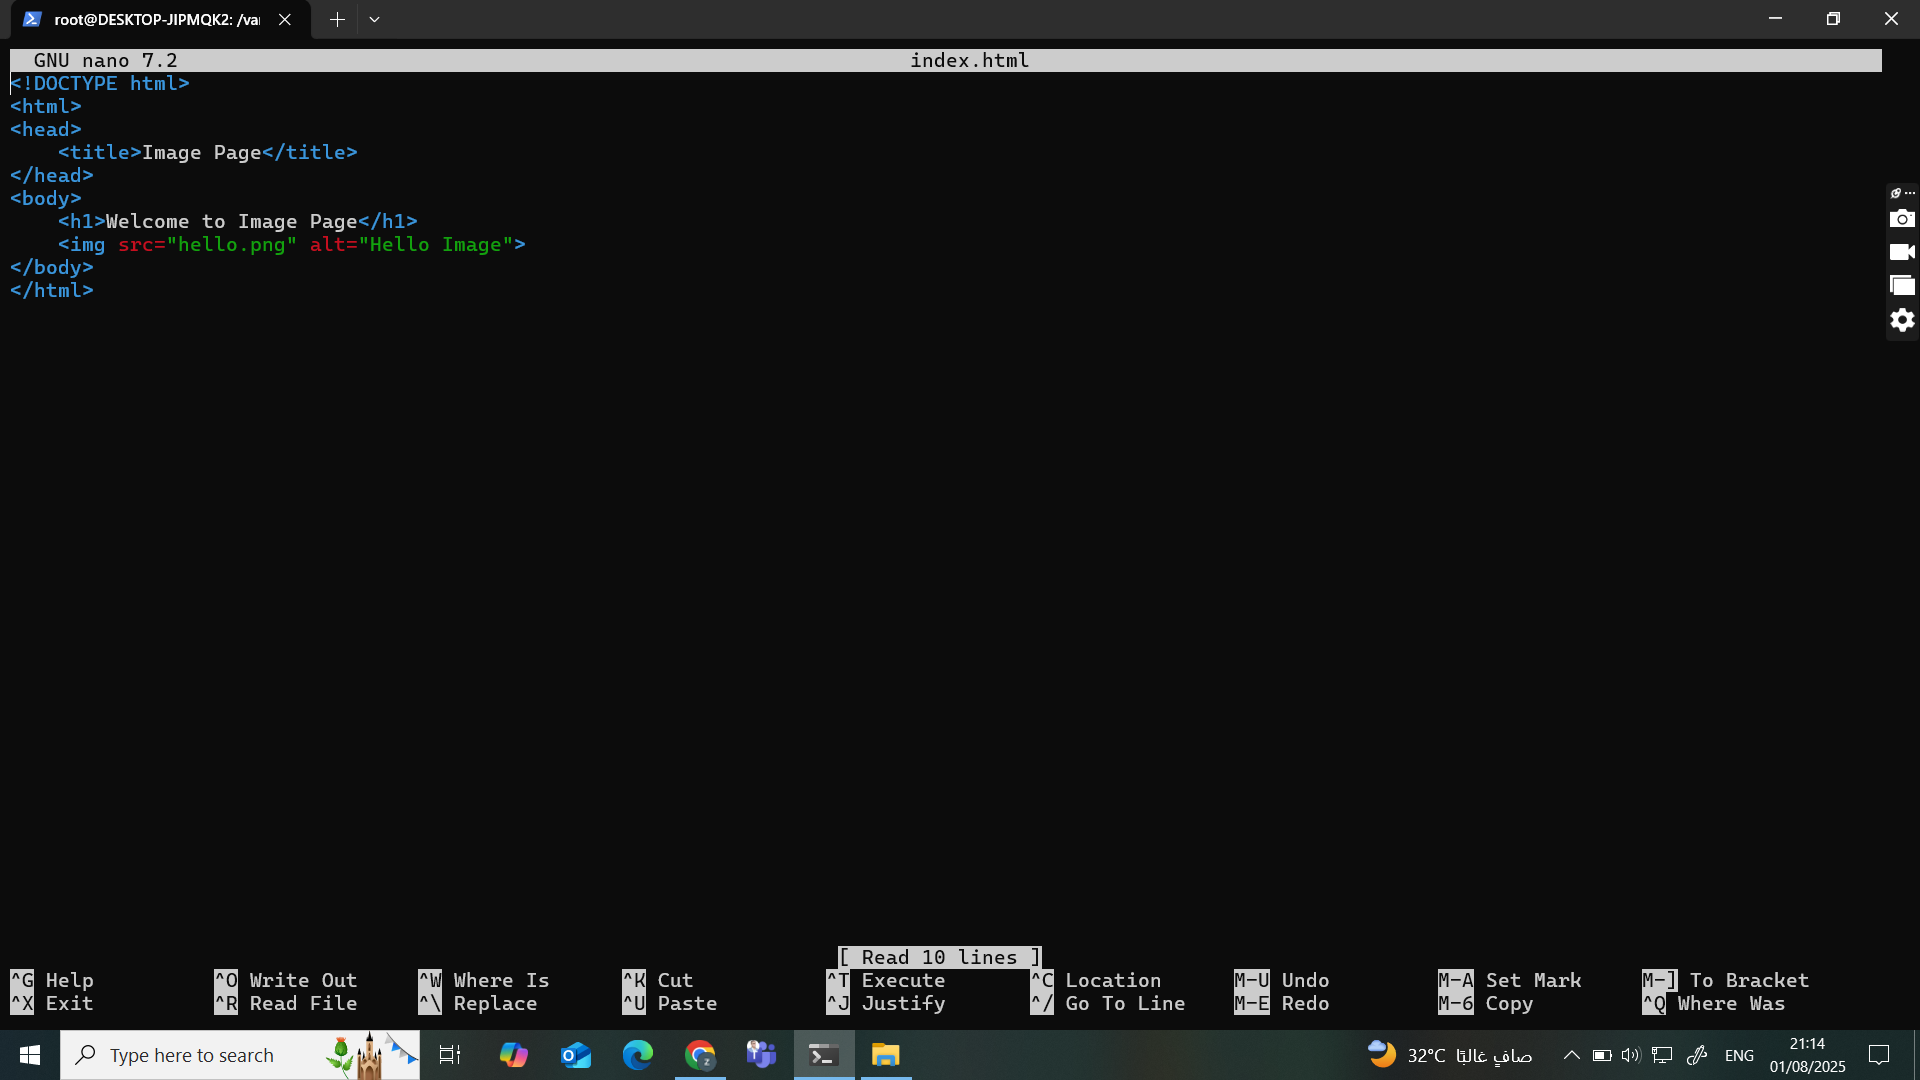 root@DESKTOP-JIPMQK2: /va
GNU nano 7.2 index.html
<!DOCTYPE html>
<html>
<head>
    <title>Image Page</title>
</head>
<body>
    <h1>Welcome to Image Page</h1>
    <img src="hello.png" alt="Hello Image">
</body>
</html>
[ Read 10 lines ]
^G Help ^O Write Out ^W Where Is ^K Cut ^T Execute ^C Location M-U Undo M-A Set Mark M-] To Bracket
^X Exit ^R Read File ^\ Replace ^U Paste ^J Justify ^/ Go To Line M-E Redo M-6 Copy ^Q Where Was
Type here to search 32°C صافٍ غالبًا ENG 21:14
01/08/2025